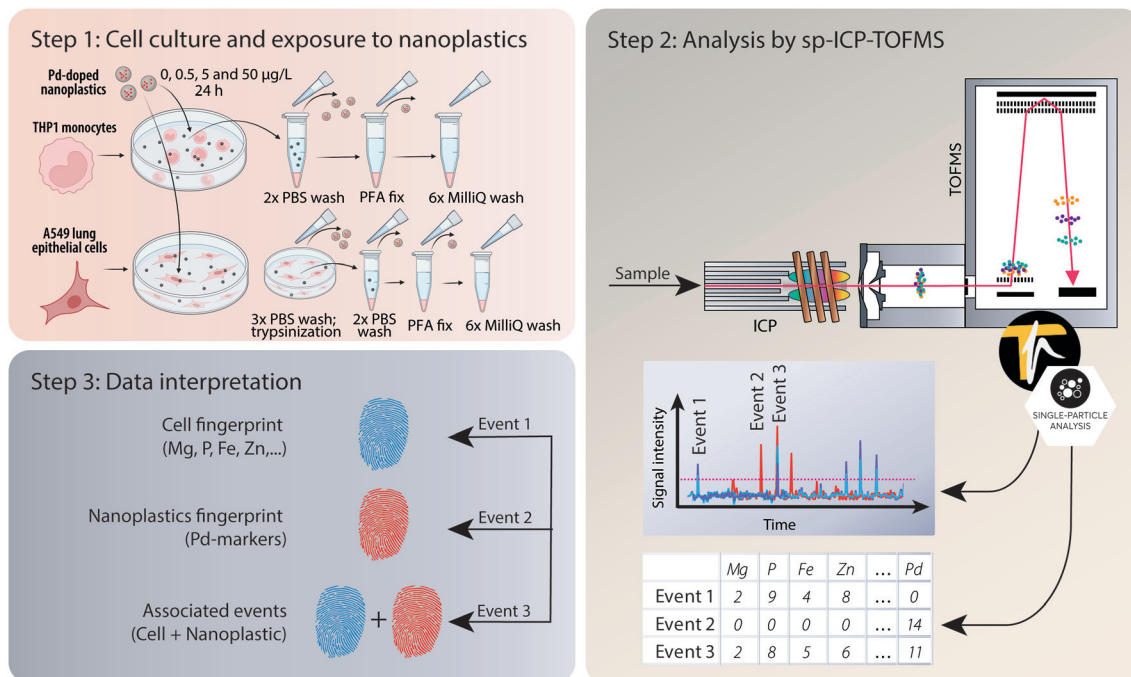 Step 1: Cell culture and exposure to nanoplastics
Pd-doped
nanoplastics
0, 0.5, 5 and 50 µg/L
24 h
THP1 monocytes
2x PBS wash
PFA fix
6x MilliQ wash
A549 lung
epithelial cells
3x PBS wash;
trypsinization
2x PBS
wash
PFA fix
6x MilliQ wash
Step 2: Analysis by sp-ICP-TOFMS
TOFMS
Sample
ICP
SINGLE-PARTICLE
ANALYSIS
Signal intensity
Event 1
Event 2
Event 3
Time
Mg P Fe Zn ... Pd
Event 1 2 9 4 8 ... 0
Event 2 0 0 0 0 ... 14
Event 3 2 8 5 6 ... 11
Step 3: Data interpretation
Cell fingerprint
(Mg, P, Fe, Zn,...)
Event 1
Nanoplastics fingerprint
(Pd-markers)
Event 2
Associated events
(Cell + Nanoplastic)
+
Event 3